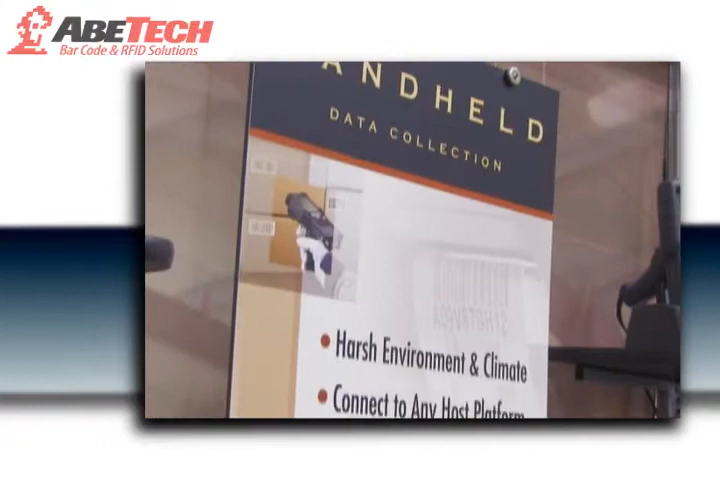 ABETECH
Bar Code & RFID Solutions
ANDHELD
DATA COLLECTION
• Harsh Environment & Climate
• Connect to Any Host Platform